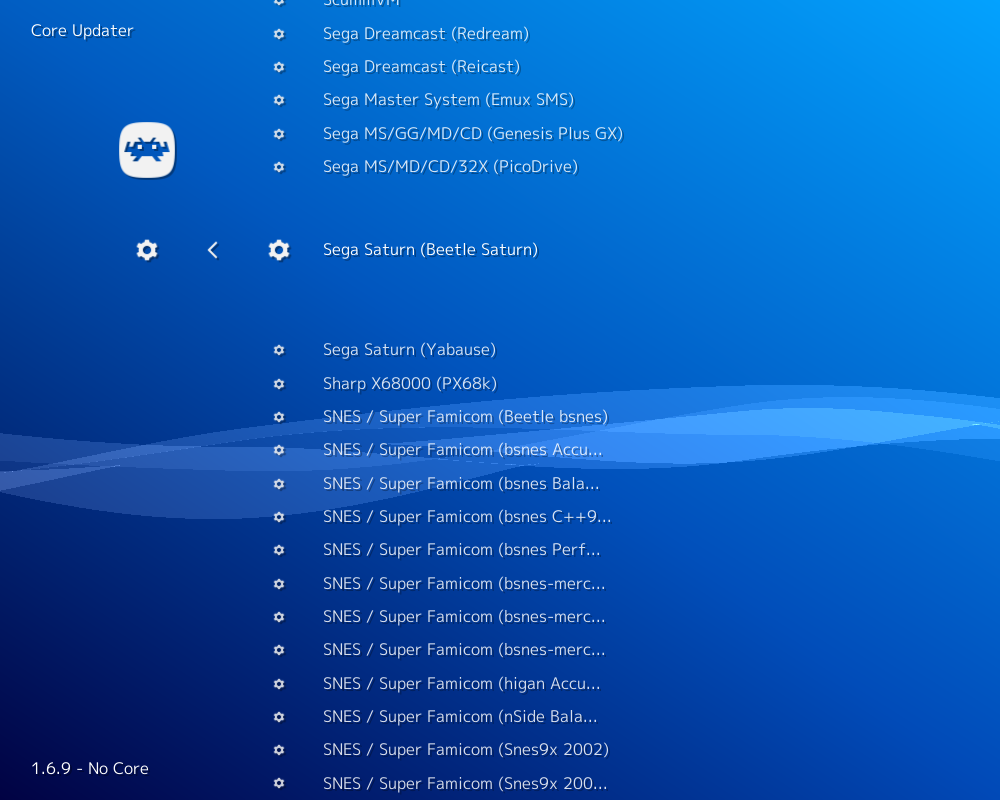 ScummVM
Core Updater
Sega Dreamcast (Redream)
Sega Dreamcast (Reicast)
Sega Master System (Emux SMS)
Sega MS/GG/MD/CD (Genesis Plus GX)
Sega MS/MD/CD/32X (PicoDrive)
Sega Saturn (Beetle Saturn)
Sega Saturn (Yabause)
Sharp X68000 (PX68k)
SNES / Super Famicom (Beetle bsnes)
SNES / Super Famicom (bsnes Accu...
SNES / Super Famicom (bsnes Bala...
SNES / Super Famicom (bsnes C++9...
SNES / Super Famicom (bsnes Perf...
SNES / Super Famicom (bsnes-merc...
SNES / Super Famicom (bsnes-merc...
SNES / Super Famicom (bsnes-merc...
SNES / Super Famicom (higan Accu...
SNES / Super Famicom (nSide Bala...
SNES / Super Famicom (Snes9x 2002)
SNES / Super Famicom (Snes9x 200...
1.6.9 - No Core